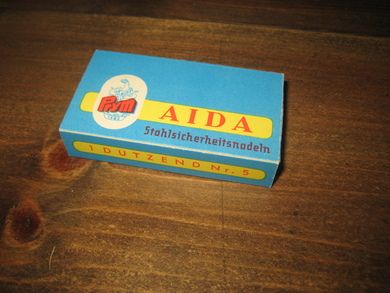 Prym
AIDA
Stahlsicherheitsnadeln
1 DUTZEND Nr. 5